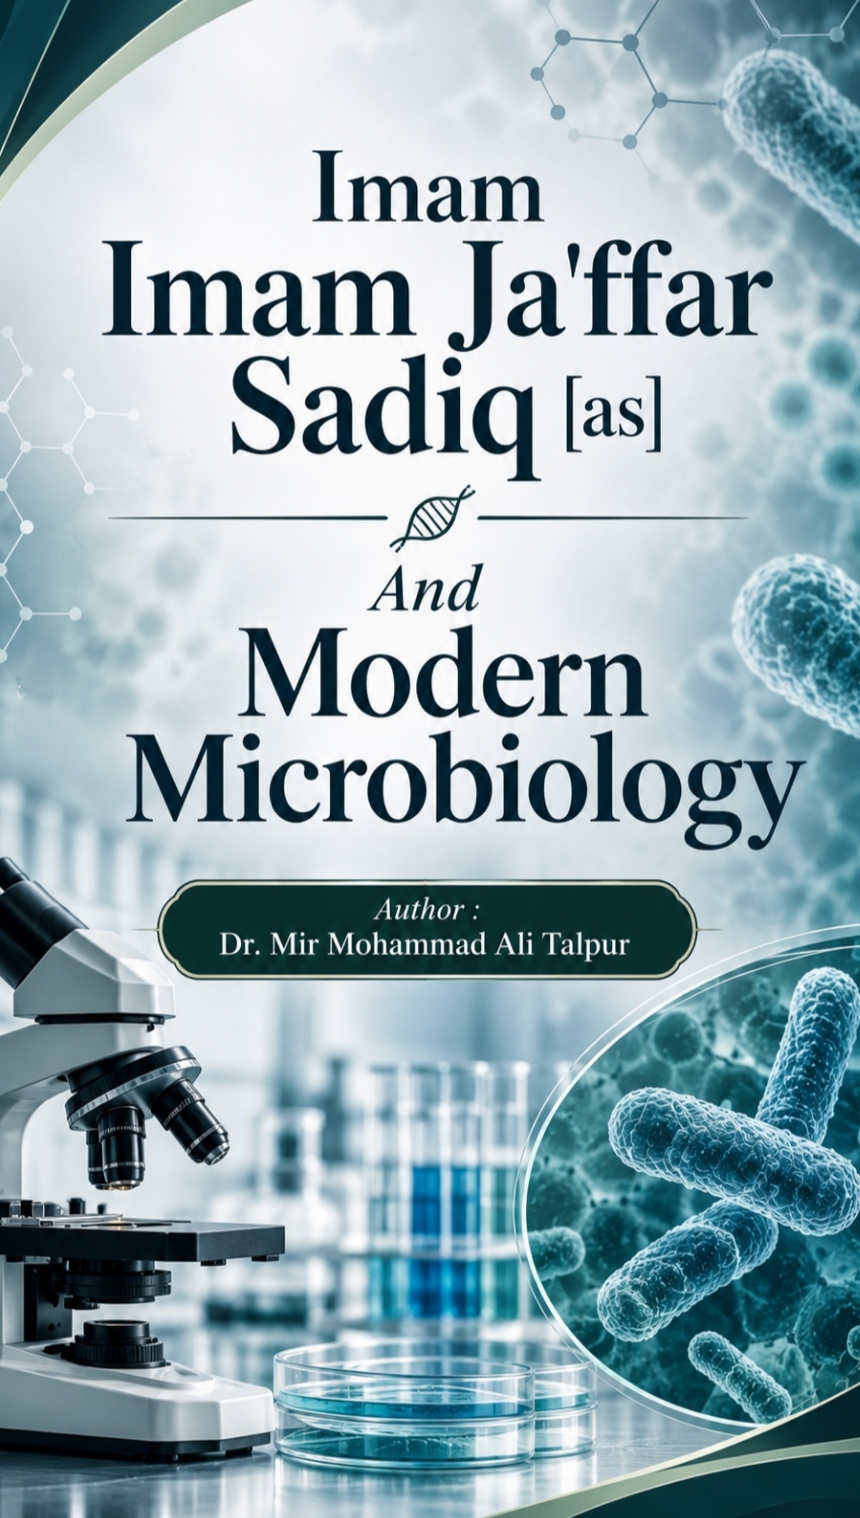 Imam
Imam Ja'ffar
Sadiq [as]
And
Modern
Microbiology
Author :
Dr. Mir Mohammad Ali Talpur